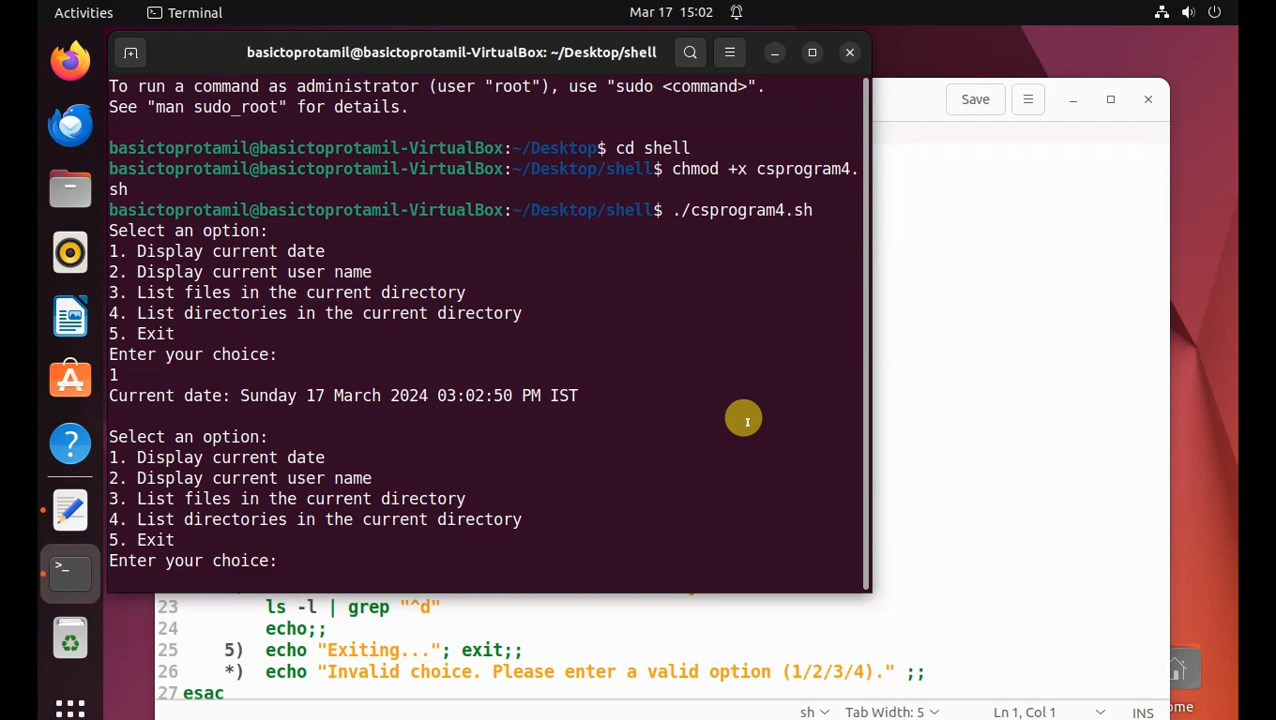 Activities Terminal Mar 17 15:02
basictoprotamil@basictoprotamil-VirtualBox: ~/Desktop/shell
To run a command as administrator (user "root"), use "sudo <command>".
See "man sudo_root" for details.
Save
basictoprotamil@basictoprotamil-VirtualBox:~/Desktop$ cd shell
basictoprotamil@basictoprotamil-VirtualBox:~/Desktop/shell$ chmod +x csprogram4.
sh
basictoprotamil@basictoprotamil-VirtualBox:~/Desktop/shell$ ./csprogram4.sh
Select an option:
1. Display current date
2. Display current user name
3. List files in the current directory
4. List directories in the current directory
5. Exit
Enter your choice:
1
Current date: Sunday 17 March 2024 03:02:50 PM IST
Select an option:
1. Display current date
2. Display current user name
3. List files in the current directory
4. List directories in the current directory
5. Exit
Enter your choice:
23 ls -l | grep "^d"
24 echo;;
25 5) echo "Exiting..."; exit;;
26 *) echo "Invalid choice. Please enter a valid option (1/2/3/4)." ;;
27 esac
ome
sh Tab Width: 5 Ln 1, Col 1 INS